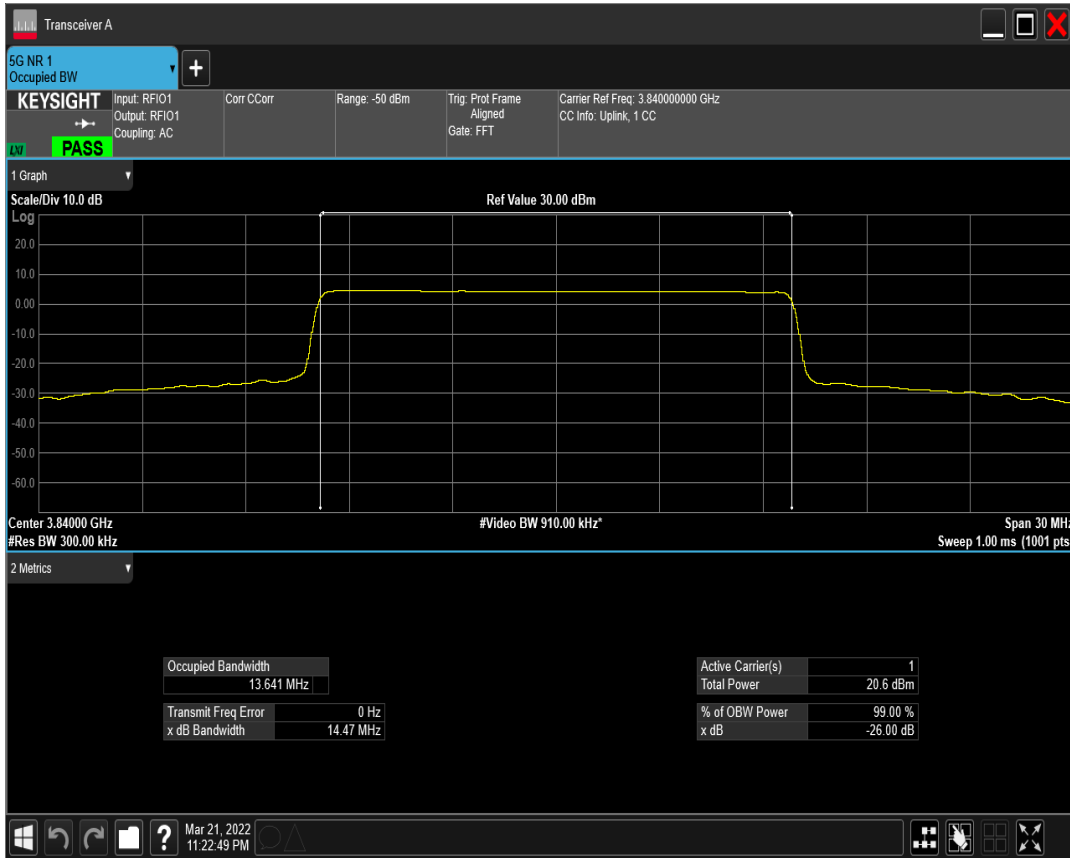 Transceiver A
5G NR 1
Occupied BW
KEYSIGHT
LXI
PASS
Input: RFIO1
Output: RFIO1
Coupling: AC
Corr CCorr
Range: -50 dBm
Trig: Prot Frame
Aligned
Gate: FFT
Carrier Ref Freq: 3.840000000 GHz
CC Info: Uplink, 1 CC
1 Graph
Scale/Div 10.0 dB
Ref Value 30.00 dBm
Log
20.0
10.0
0.00
-10.0
-20.0
-30.0
-40.0
-50.0
-60.0
Center 3.84000 GHz
#Video BW 910.00 kHz*
Span 30 MHz
#Res BW 300.00 kHz
Sweep 1.00 ms (1001 pts
2 Metrics
Occupied Bandwidth
13.641 MHz
Transmit Freq Error 0 Hz
x dB Bandwidth 14.47 MHz
Active Carrier(s) 1
Total Power 20.6 dBm
% of OBW Power 99.00 %
x dB -26.00 dB
?
Mar 21, 2022
11:22:49 PM